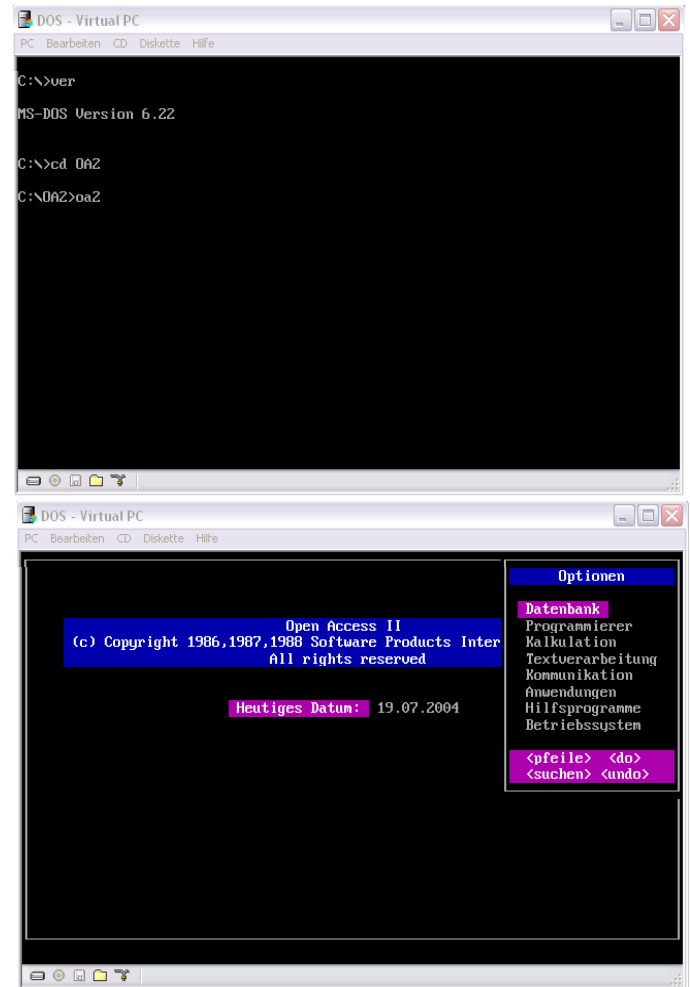 DOS - Virtual PC
PC Bearbeiten CD Diskette Hilfe
C:\>ver
MS-DOS Version 6.22
C:\>cd OA2
C:\OA2>oa2
DOS - Virtual PC
PC Bearbeiten CD Diskette Hilfe
Optionen
Datenbank
Programmierer
Kalkulation
Textverarbeitung
Kommunikation
Anwendungen
Hilfsprogramme
Betriebssystem
<pfeile> <do>
<suchen> <undo>
Open Access II
(c) Copyright 1986,1987,1988 Software Products Inter
All rights reserved
Heutiges Datum: 19.07.2004